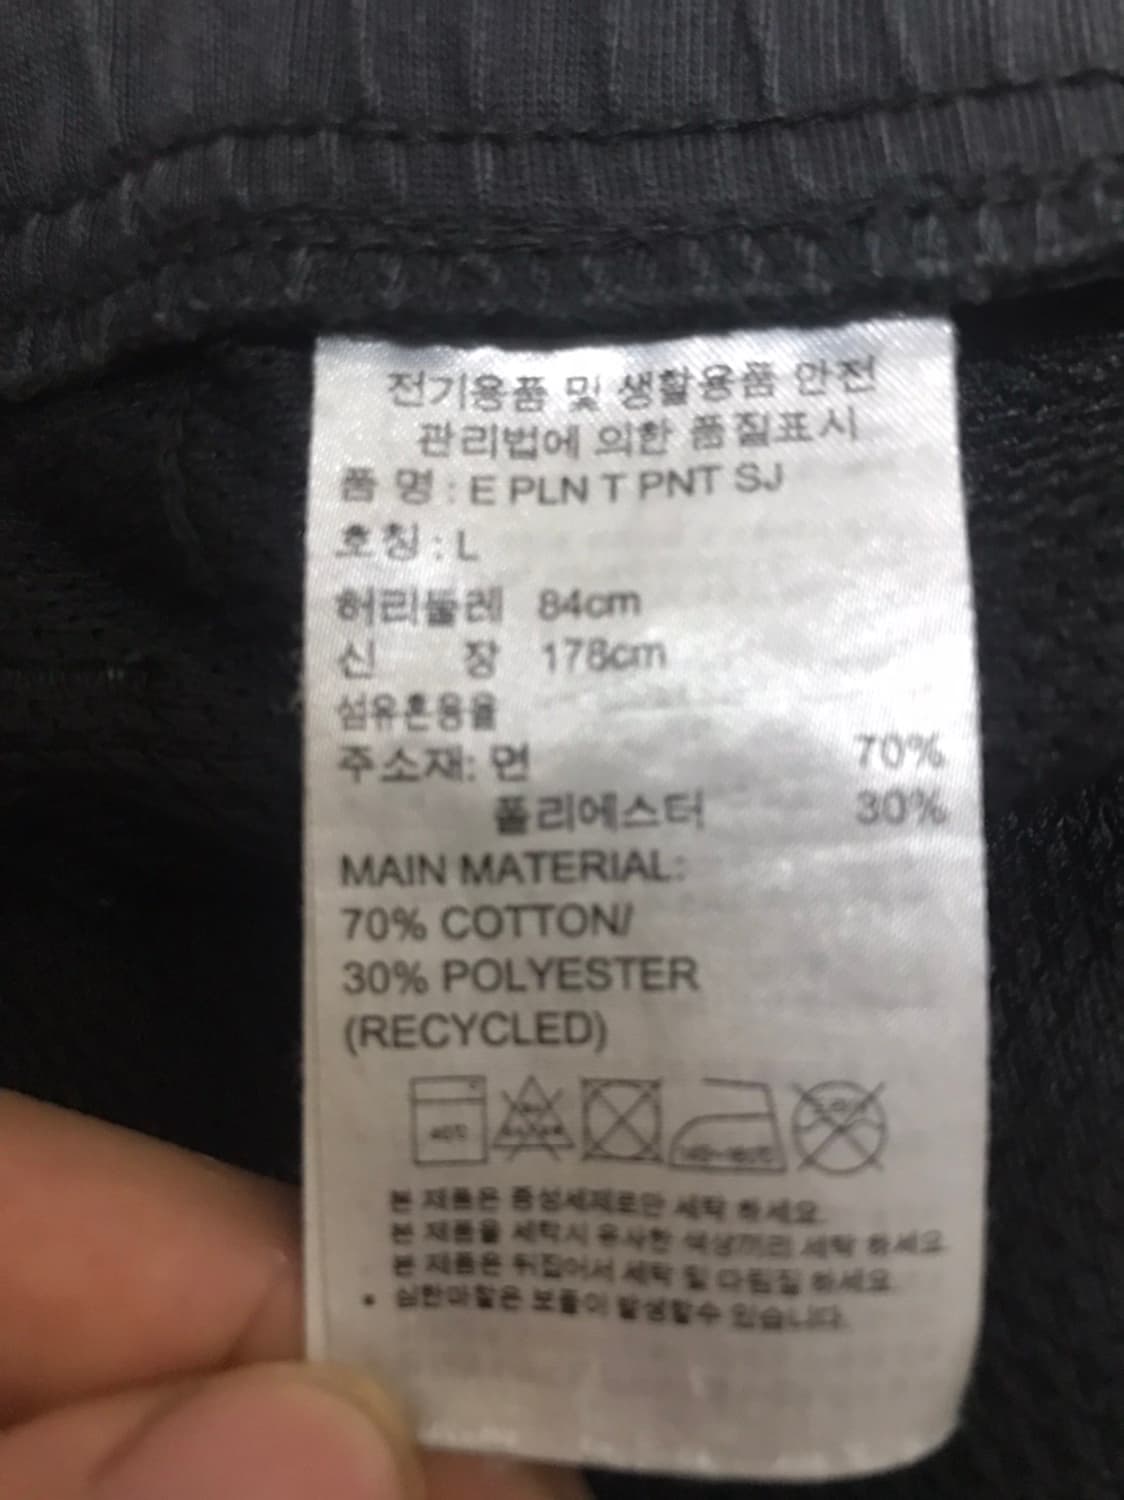 전기용품 및 생활용품 안전
관리법에 의한 품질표시
품 명 : E PLN T PNT SJ
호칭 : L
허리둘레 84cm
신 장 178cm
섬유혼용율
주소재: 면 70%
폴리에스터 30%
MAIN MATERIAL:
70% COTTON/
30% POLYESTER
(RECYCLED)
40℃
본 제품은 중성세제로만 세탁 하세요.
본 제품을 세탁시 유사한 색상끼리 세탁 하세요.
본 제품은 뒤집어서 세탁 및 다림질 하세요.
• 심한마찰은 보풀이 발생할수 있습니다.